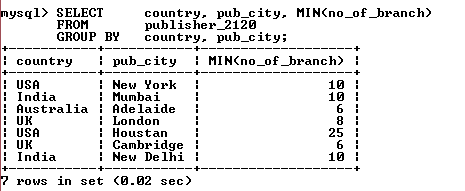 mysql> SELECT country, pub_city, MIN(no_of_branch)
FROM publisher_2120
GROUP BY country, pub_city;
| country | pub_city | MIN(no_of_branch) |
| USA | New York | 10 |
| India | Mumbai | 10 |
| Australia | Adelaide | 6 |
| UK | London | 8 |
| USA | Houstan | 25 |
| UK | Cambridge | 6 |
| India | New Delhi | 10 |
7 rows in set (0.02 sec)